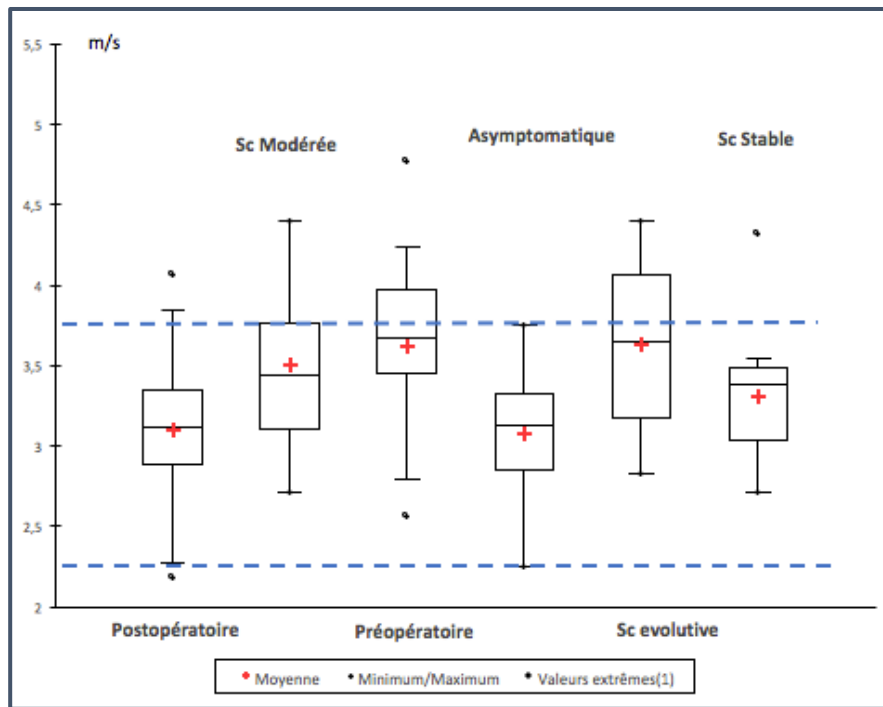 m/s
5,5
5
4,5
4
3,5
3
2,5
2
Sc Modérée
Asymptomatique
Sc Stable
Postopératoire
Préopératoire
Sc evolutive
Moyenne
Minimum/Maximum
Valeurs extrêmes(1)